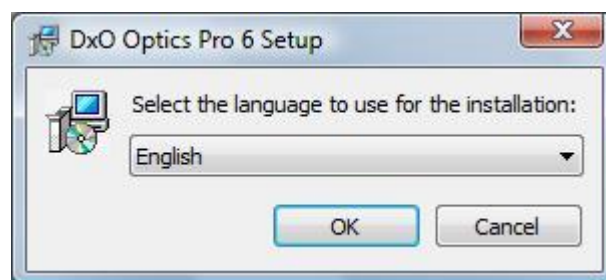 DxO Optics Pro 6 Setup
Select the language to use for the installation:
English
OK
Cancel